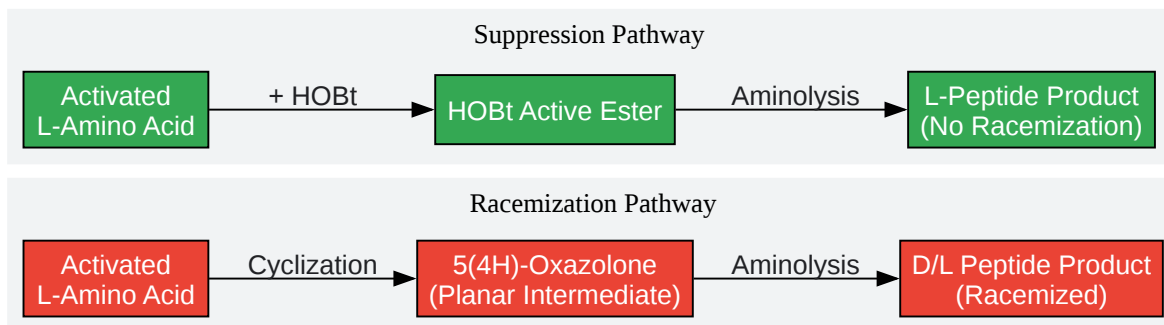 Suppression Pathway
Activated
L-Amino Acid
+ HOBt
HOBt Active Ester
Aminolysis
L-Peptide Product
(No Racemization)
Racemization Pathway
Activated
L-Amino Acid
Cyclization
5(4H)-Oxazolone
(Planar Intermediate)
Aminolysis
D/L Peptide Product
(Racemized)